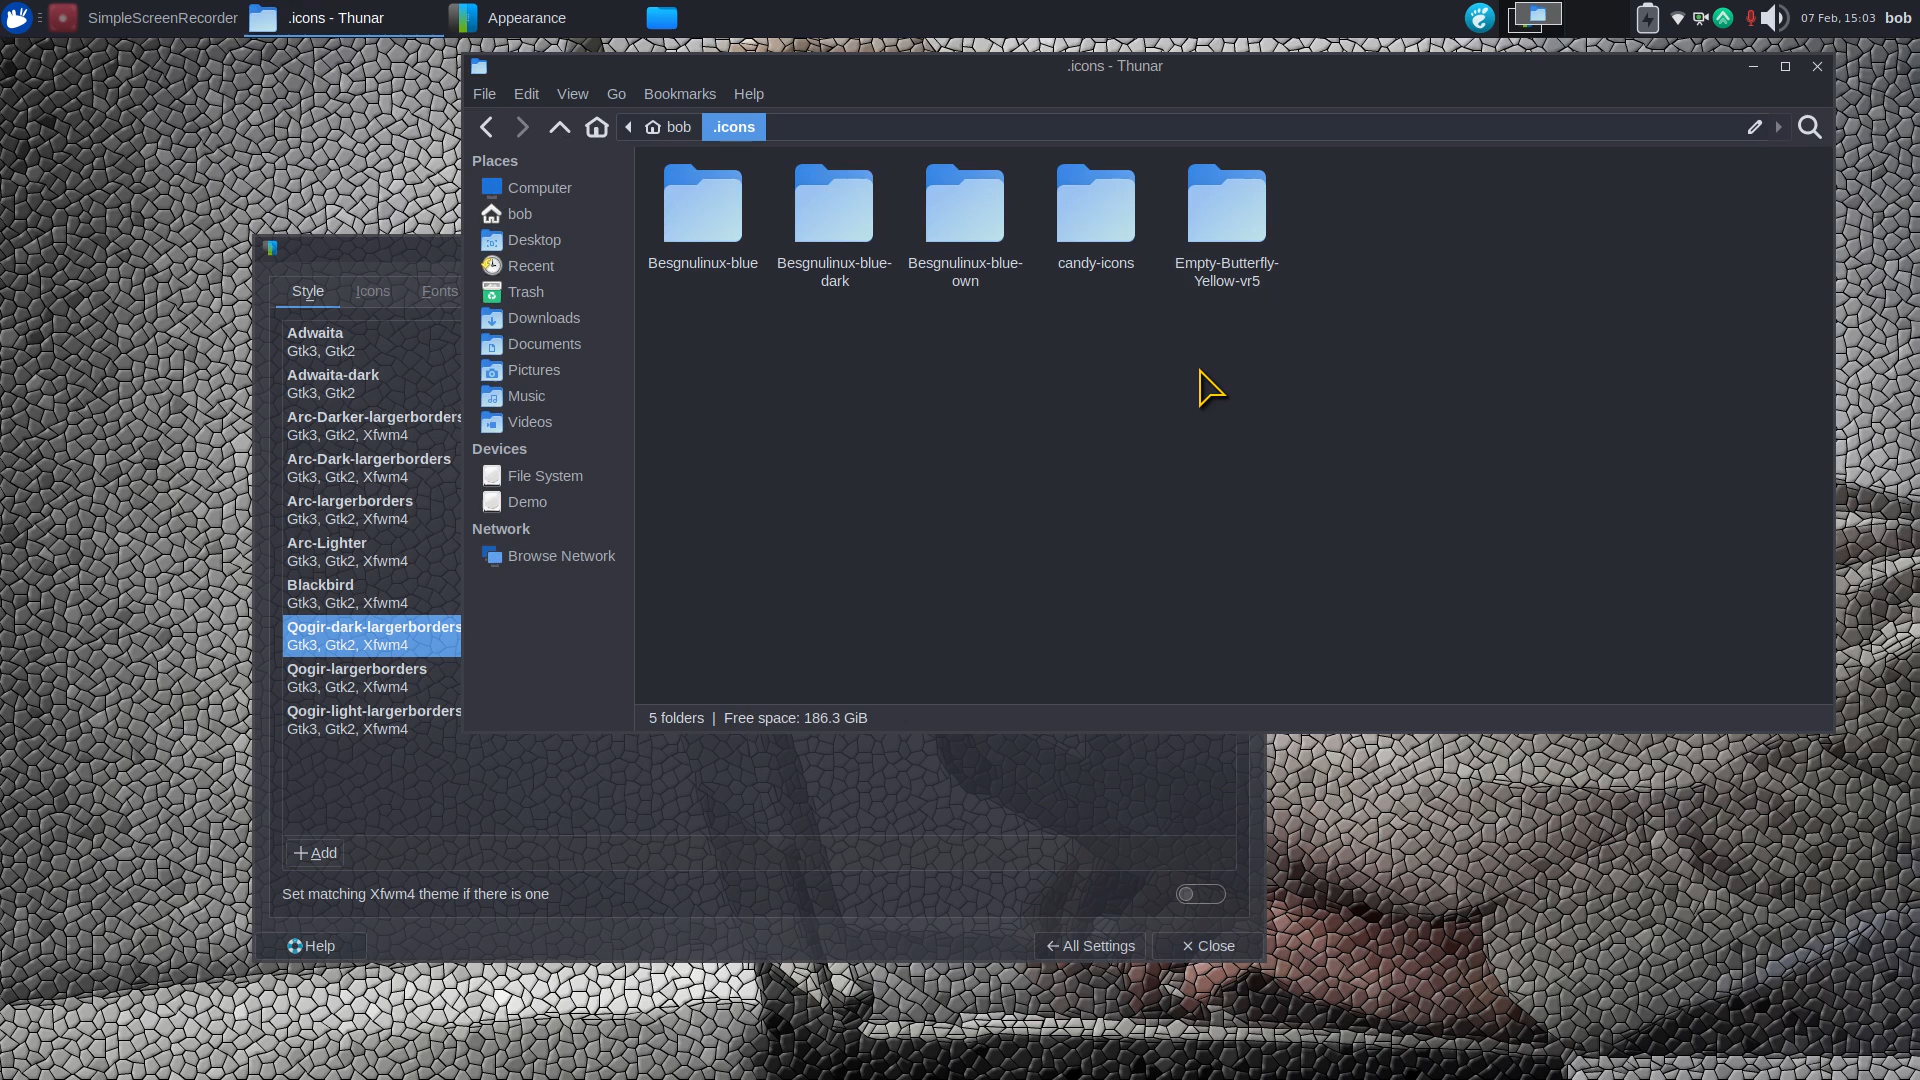 SimpleScreenRecorder
.icons - Thunar
Appearance
07 Feb, 15:03
bob
.icons - Thunar
File Edit View Go Bookmarks Help
bob
.icons
Places
Computer
bob
Desktop
Recent
Trash
Downloads
Documents
Pictures
Music
Videos
Devices
File System
Demo
Network
Browse Network
Besgnulinux-blue
Besgnulinux-blue-
dark
Besgnulinux-blue-
own
candy-icons
Empty-Butterfly-
Yellow-vr5
5 folders | Free space: 186.3 GiB
Style Icons Fonts
Adwaita
Gtk3, Gtk2
Adwaita-dark
Gtk3, Gtk2
Arc-Darker-largerborders
Gtk3, Gtk2, Xfwm4
Arc-Dark-largerborders
Gtk3, Gtk2, Xfwm4
Arc-largerborders
Gtk3, Gtk2, Xfwm4
Arc-Lighter
Gtk3, Gtk2, Xfwm4
Blackbird
Gtk3, Gtk2, Xfwm4
Qogir-dark-largerborders
Gtk3, Gtk2, Xfwm4
Qogir-largerborders
Gtk3, Gtk2, Xfwm4
Qogir-light-largerborders
Gtk3, Gtk2, Xfwm4
Add
Set matching Xfwm4 theme if there is one
Help
All Settings
Close